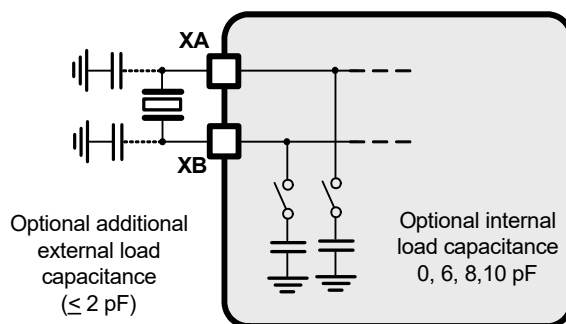 XA
XB
Optional additional
external load
capacitance
(≤ 2 pF)
Optional internal
load capacitance
0, 6, 8,10 pF